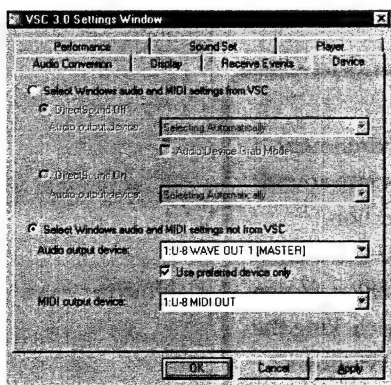 VSC 3.0 Settings Window
Performance Sound Set Player
Audio Conversion Display Receive Events Device
Select Windows audio and MIDI settings from VSC
DirectSound Off
Audio output device: Selecting Automatically
Audio Device Grab Mode
DirectSound On
Audio output device: Selecting Automatically
Select Windows audio and MIDI settings not from VSC
Audio output device: 1:U-8 WAVE OUT 1 [MASTER]
Use preferred device only
MIDI output device: 1:U-8 MIDI OUT
OK Cancel Apply